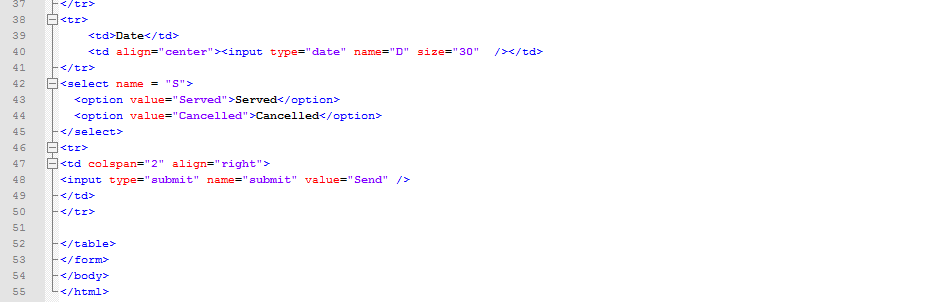 37 </tr>
38 <tr>
39 <td>Date</td>
40 <td align="center"><input type="date" name="D" size="30"  /></td>
41 </tr>
42 <select name = "S">
43 <option value="Served">Served</option>
44 <option value="Cancelled">Cancelled</option>
45 </select>
46 <tr>
47 <td colspan="2" align="right">
48 <input type="submit" name="submit" value="Send" />
49 </td>
50 </tr>
51
52 </table>
53 </form>
54 </body>
55 </html>